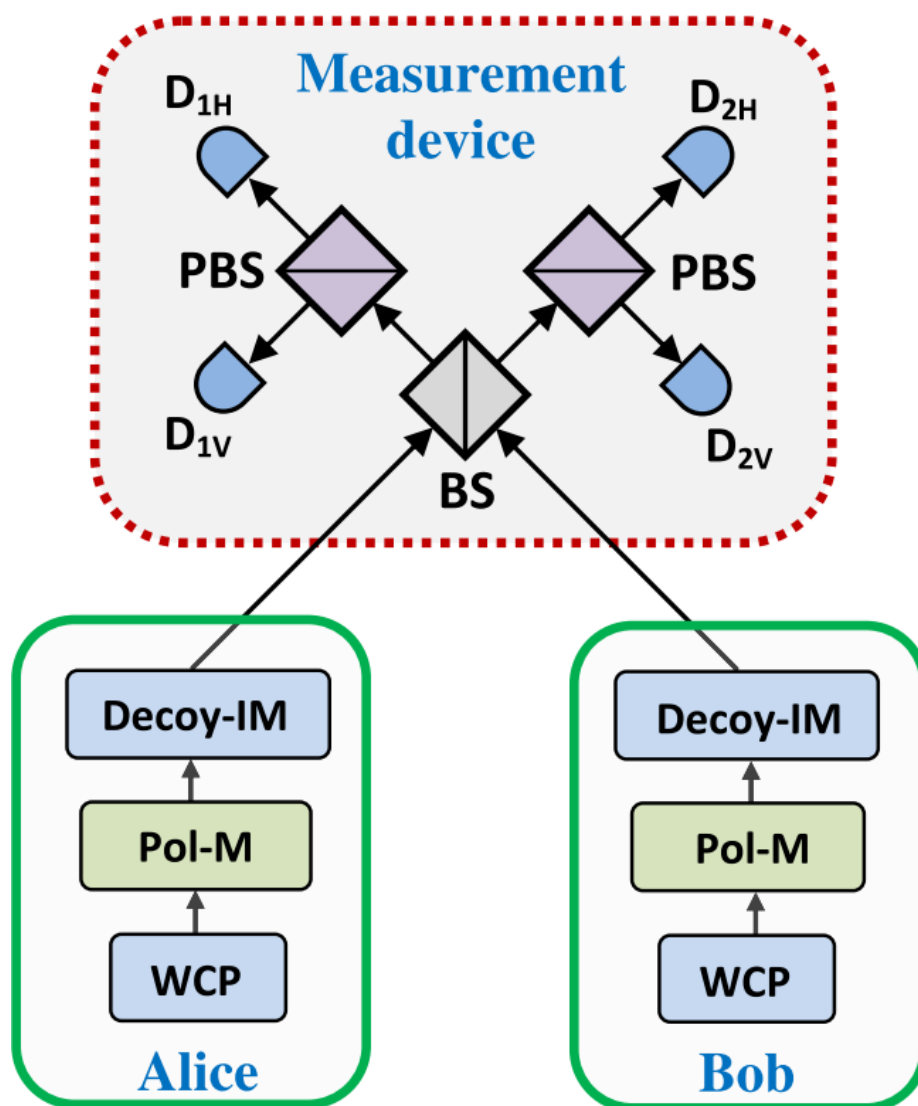 Measurement
device
D1H
D2H
PBS
PBS
D1V
D2V
BS
Decoy-IM
Decoy-IM
Pol-M
Pol-M
WCP
WCP
Alice
Bob